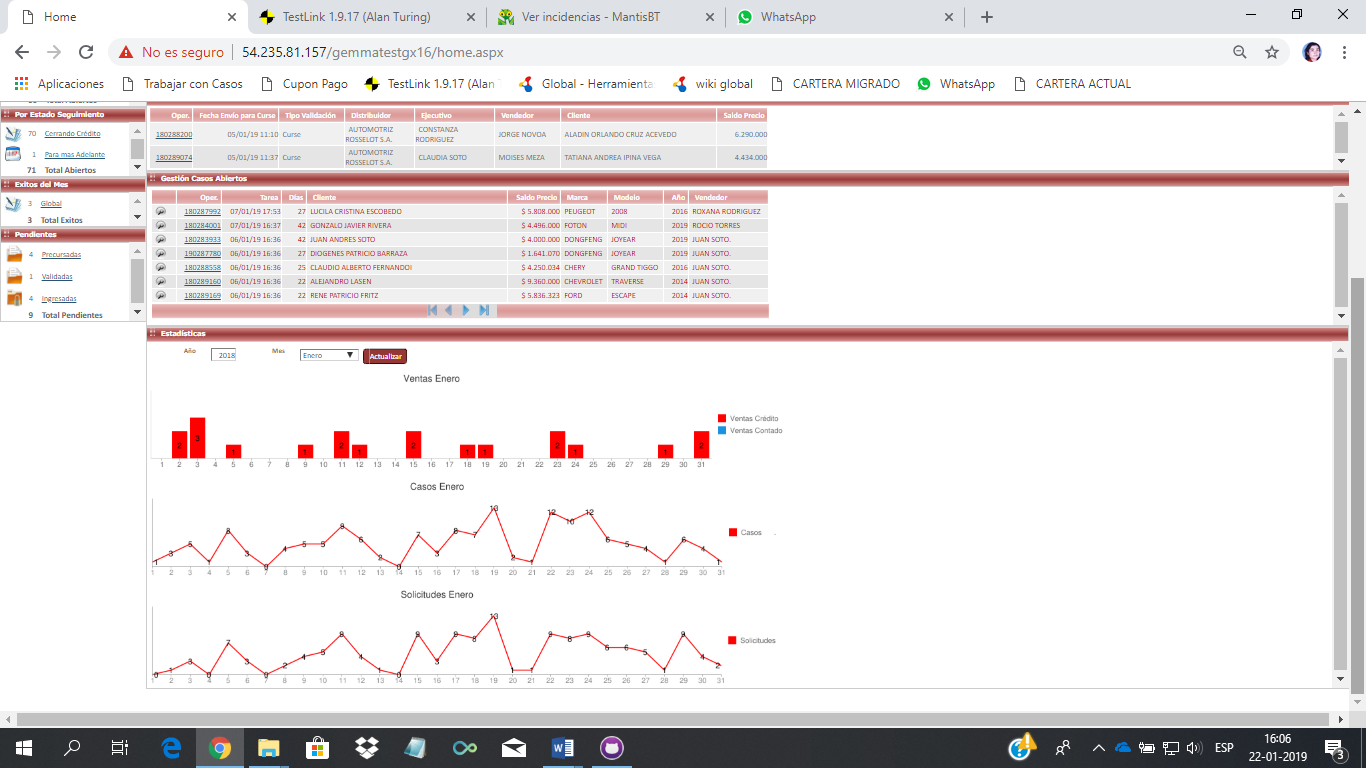 Home
TestLink 1.9.17 (Alan Turing)
Ver incidencias - MantisBT
WhatsApp
No es seguro
54.235.81.157/gemmatestgx16/home.aspx
Aplicaciones
Trabajar con Casos
Cupon Pago
TestLink 1.9.17 (Alan
Global - Herramienta
wiki global
CARTERA MIGRADO
WhatsApp
CARTERA ACTUAL
Por Estado Seguimiento
70 Cerrando Crédito
1 Para mas Adelante
71 Total Abiertos
Exitos del Mes
3 Global
3 Total Exitos
Pendientes
4 Precursadas
1 Validadas
4 Ingresadas
9 Total Pendientes
Oper. Fecha Envío para Curse Tipo Validación Distribuidor Ejecutivo Vendedor Cliente Saldo Precio
180288200 05/01/19 11:10 Curse AUTOMOTRIZ ROSSELOT S.A. CONSTANZA RODRIGUEZ JORGE NOVOA ALADIN ORLANDO CRUZ ACEVEDO 6.290.000
180289074 05/01/19 11:37 Curse AUTOMOTRIZ ROSSELOT S.A. CLAUDIA SOTO MOISES MEZA TATIANA ANDREA IPINA VEGA 4.434.000
Gestión Casos Abiertos
Oper. Tarea Días Cliente Saldo Precio Marca Modelo Año Vendedor
180287992 07/01/19 17:53 27 LUCILA CRISTINA ESCOBEDO $ 5.808.000 PEUGEOT 2008 2016 ROXANA RODRIGUEZ
180284001 07/01/19 16:37 42 GONZALO JAVIER RIVERA $ 4.496.000 FOTON MIDI 2019 ROCIO TORRES
180283933 06/01/19 16:36 42 JUAN ANDRES SOTO $ 4.000.000 DONGFENG JOYEAR 2019 JUAN SOTO.
190287780 06/01/19 16:36 27 DIOGENES PATRICIO BARRAZA $ 1.641.070 DONGFENG JOYEAR 2019 JUAN SOTO.
180288558 06/01/19 16:36 25 CLAUDIO ALBERTO FERNANDOI $ 4.250.034 CHERY GRAND TIGGO 2016 JUAN SOTO.
180289160 06/01/19 16:36 22 ALEJANDRO LASEN $ 9.360.000 CHEVROLET TRAVERSE 2014 JUAN SOTO.
180289169 06/01/19 16:36 22 RENE PATRICIO FRITZ $ 5.836.323 FORD ESCAPE 2014 JUAN SOTO.
Estadísticas
Año 2018 Mes Enero Actualizar
Ventas Enero
Ventas Crédito
Ventas Contado
2 3 1 1 2 1 2 1 1 2 1 1 2
1 2 3 4 5 6 7 8 9 10 11 12 13 14 15 16 17 18 19 20 21 22 23 24 25 26 27 28 29 30 31
Casos Enero
Casos
1 3 5 1 8 3 0 4 5 5 9 6 2 0 7 3 8 7 13 2 1 12 10 12 6 5 4 1 6 4 1
1 2 3 4 5 6 7 8 9 10 11 12 13 14 15 16 17 18 19 20 21 22 23 24 25 26 27 28 29 30 31
Solicitudes Enero
Solicitudes
0 1 3 0 7 3 0 2 4 5 9 4 1 0 9 3 9 8 13 1 1 9 8 9 6 6 5 1 9 4 2
1 2 3 4 5 6 7 8 9 10 11 12 13 14 15 16 17 18 19 20 21 22 23 24 25 26 27 28 29 30 31
ESP
16:06
22-01-2019
3